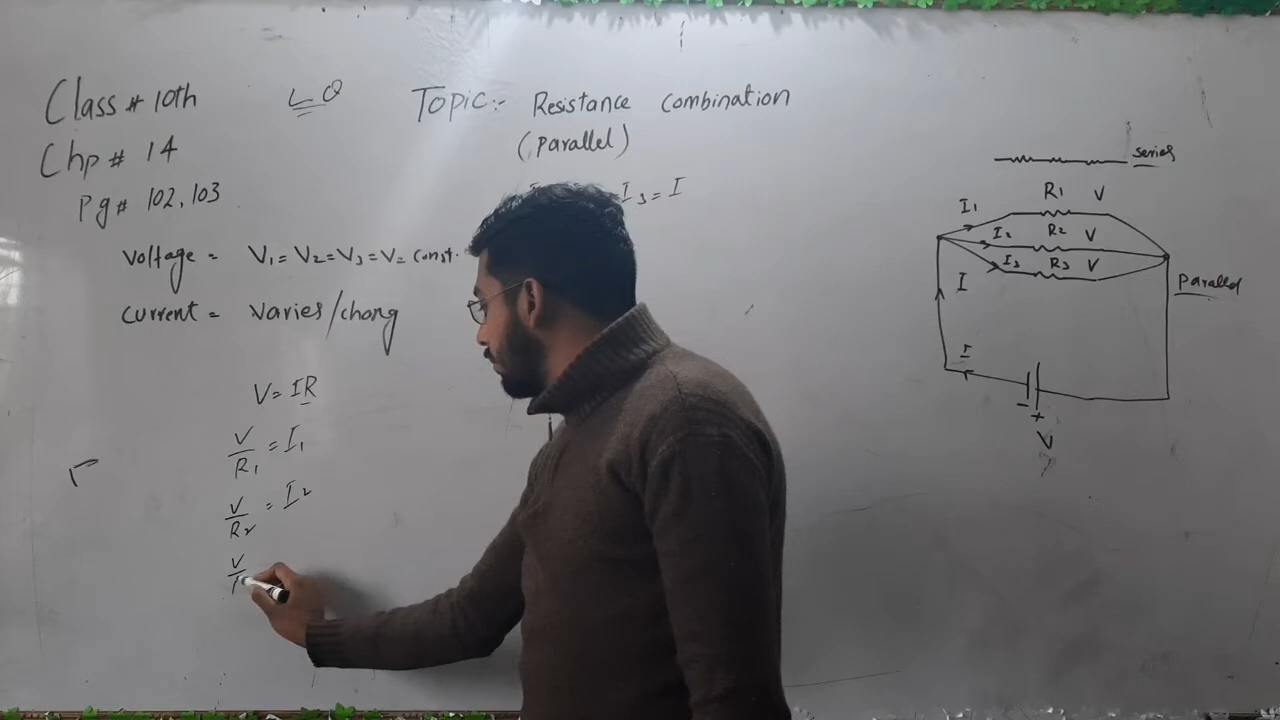 Class # 10th
L O
Topic:- Resistance combination
(parallel)
Chp # 14
Pg# 102, 103
I3 = I
voltage = V1 = V2 = V3 = V = const.
current = varies/chang
V = IR
V/R1 = I1
V/R2 = I2
V
series
I1 R1 V
I2 R2 V
I3 R3 V
I
parallel
I
- +
V